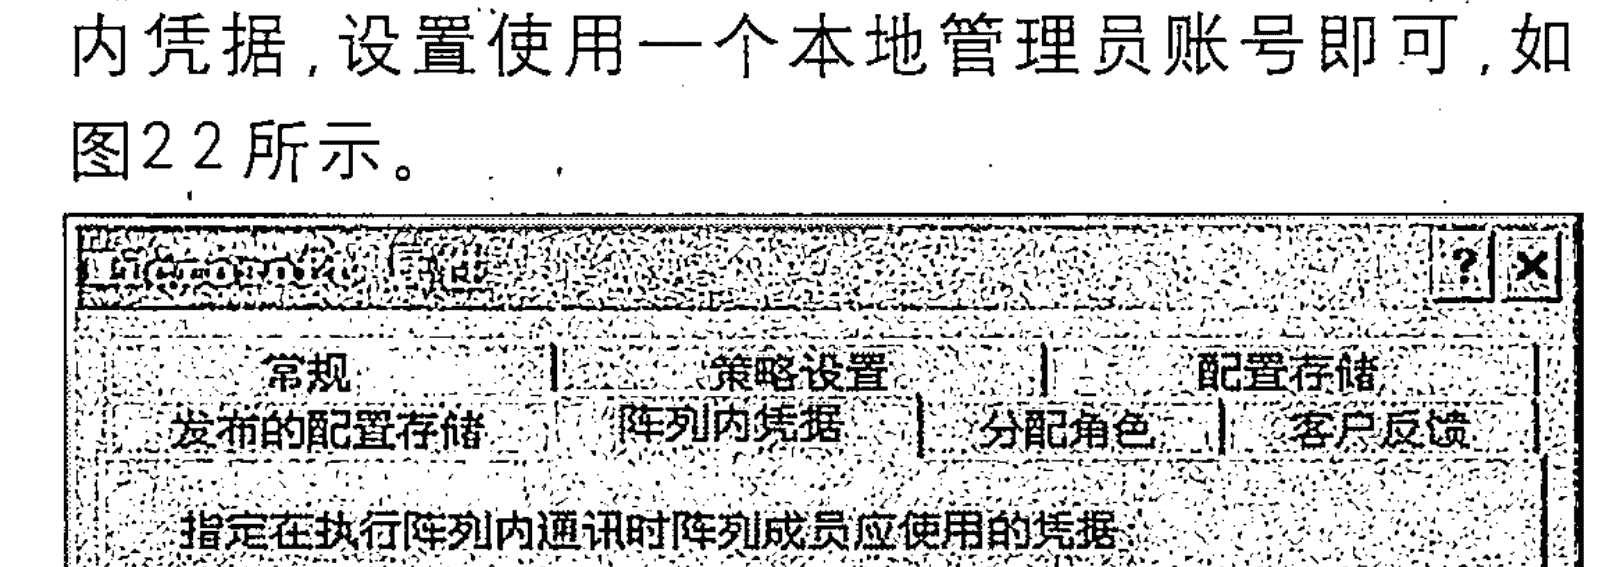 内凭据,设置使用一个本地管理员账号即可,如
图22所示。
? ×
常规 策略设置 配置存储
发布的配置存储 阵列内凭据 分配角色 客户反馈
指定在执行阵列内通讯时阵列成员应使用的凭据